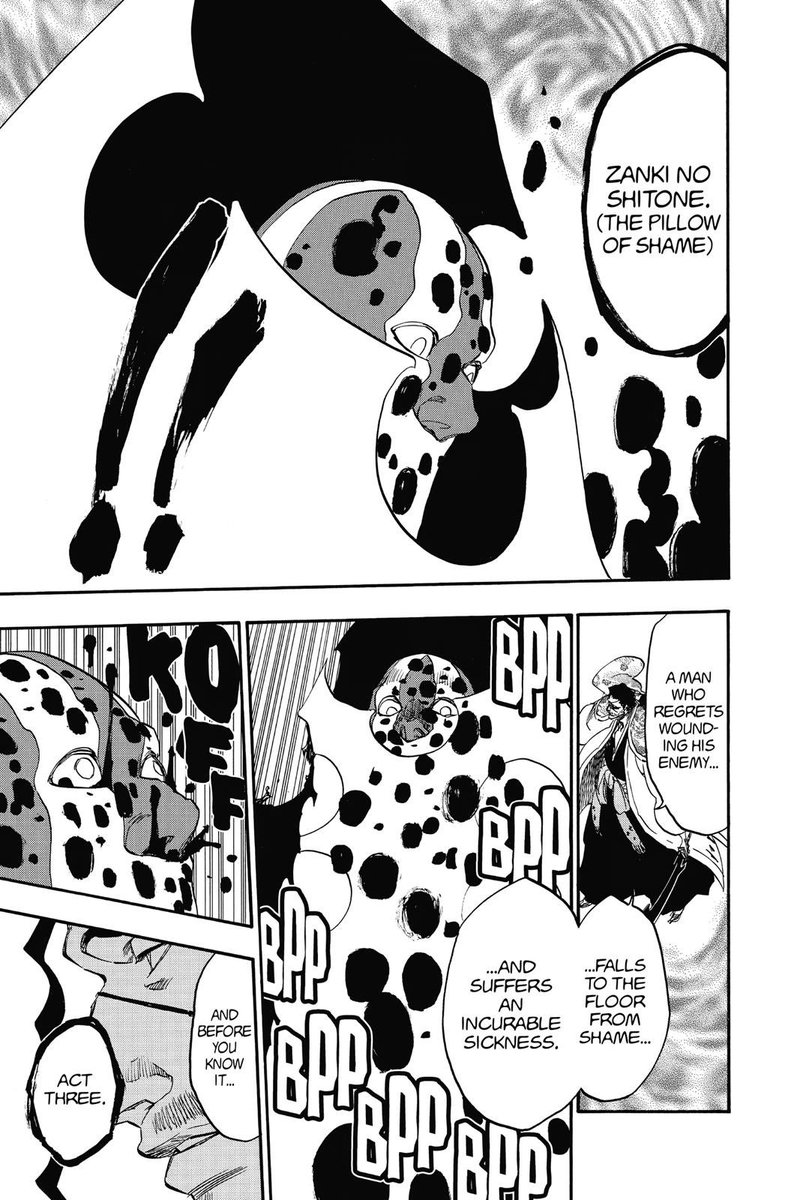 ZANKI NO
SHITONE.
(THE PILLOW
OF SHAME)
A MAN
WHO
REGRETS
WOUND-
ING HIS
ENEMY...
...FALLS
TO THE
FLOOR
FROM
SHAME...
...AND
SUFFERS
AN
INCURABLE
SICKNESS.
BPP
BPP
BPP
BPP
BPP
BPP
KOFF
AND
BEFORE
YOU
KNOW
IT...
ACT
THREE.